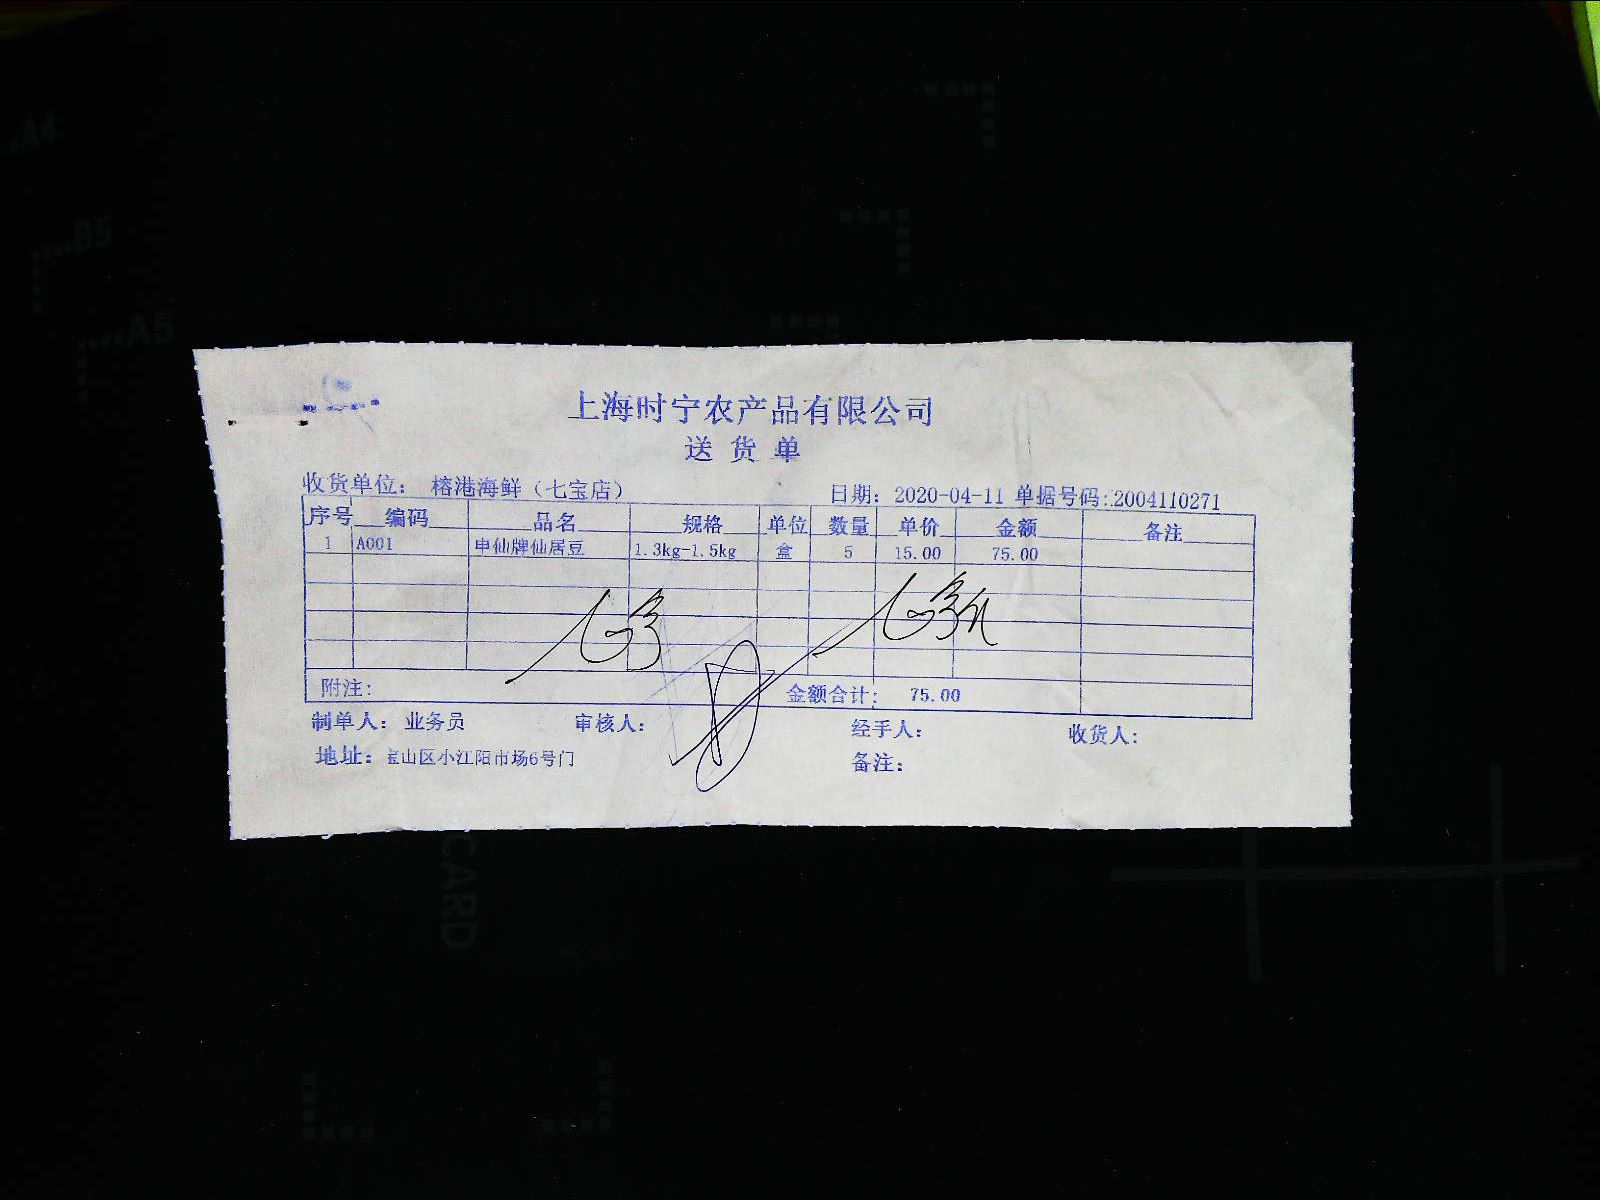 上海时宁农产品有限公司
送货单
收货单位： 榕港海鲜（七宝店） 日期：2020-04-11 单据号码：2004110271
序号 编码 品名 规格 单位 数量 单价 金额 备注
1 A001 申仙牌仙居豆 1.3kg-1.5kg 盒 5 15.00 75.00
附注： 金额合计： 75.00
制单人：业务员 审核人： 经手人： 收货人：
地址：宝山区小江阳市场6号门 备注：
A4
B5
A5
CARD